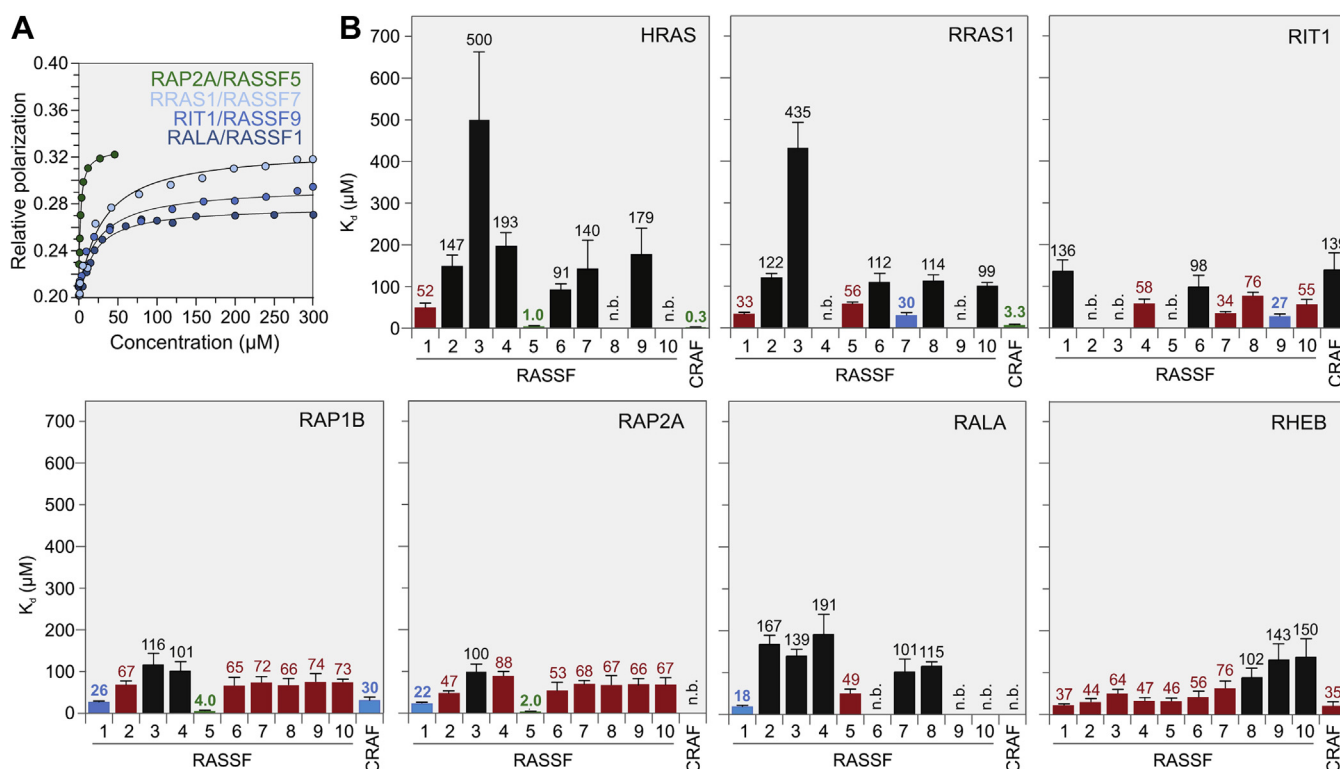 A
0.40
0.36
0.32
0.28
0.24
0.20
Relative polarization
RAP2A/RASSF5
RRAS1/RASSF7
RIT1/RASSF9
RALA/RASSF1
0 50 100 150 200 250 300
Concentration (µM)
B
700
600
500
400
300
200
100
0
Kd (µM)
HRAS
52 147 500 193 1.0 91 140 n.b. 179 n.b. 0.3
1 2 3 4 5 6 7 8 9 10 CRAF
RASSF
RRAS1
33 122 435 n.b. 56 112 30 114 n.b. 99 3.3
1 2 3 4 5 6 7 8 9 10 CRAF
RASSF
RIT1
136 n.b. n.b. 58 n.b. 98 34 76 27 55 139
1 2 3 4 5 6 7 8 9 10 CRAF
RASSF
700
600
500
400
300
200
100
0
Kd (µM)
RAP1B
26 67 116 101 4.0 65 72 66 74 73 30
1 2 3 4 5 6 7 8 9 10 CRAF
RASSF
RAP2A
22 47 100 88 2.0 53 68 67 66 67 n.b.
1 2 3 4 5 6 7 8 9 10 CRAF
RASSF
RALA
18 167 139 191 49 n.b. 101 115 n.b. n.b. n.b.
1 2 3 4 5 6 7 8 9 10 CRAF
RASSF
RHEB
37 44 64 47 46 56 76 102 143 150 35
1 2 3 4 5 6 7 8 9 10 CRAF
RASSF